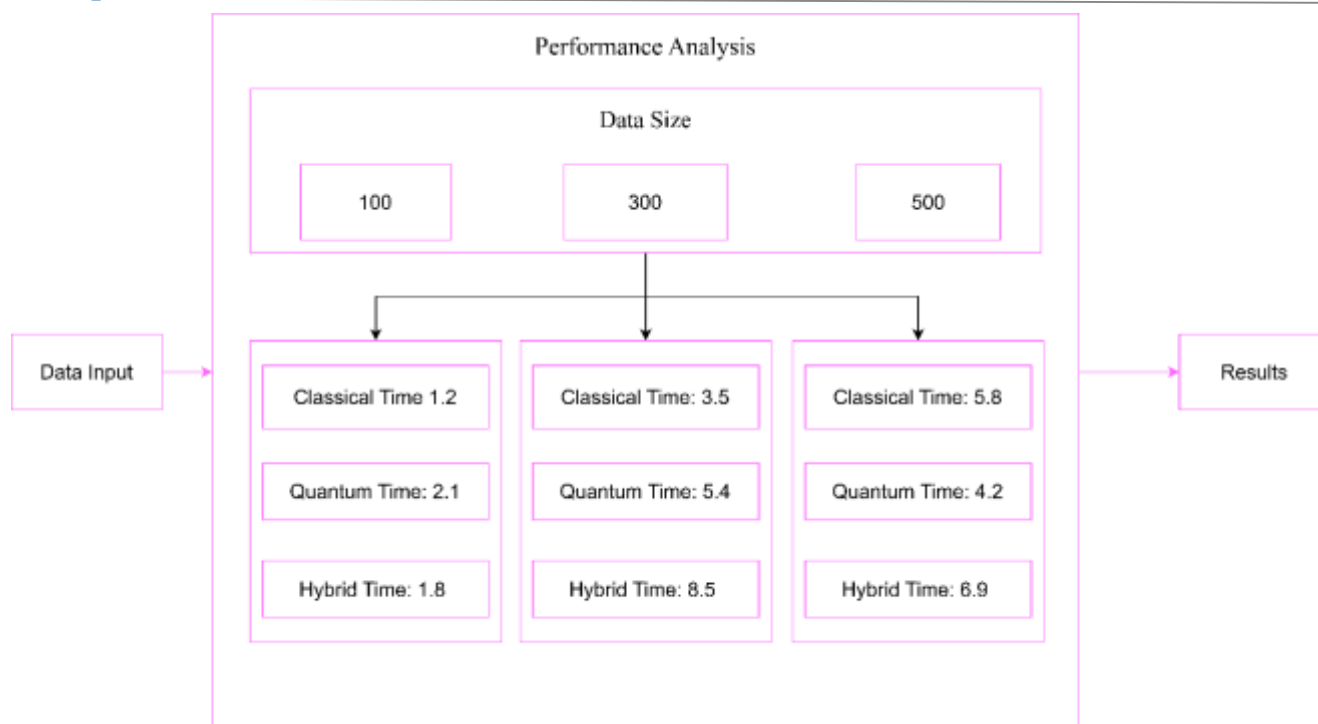 Performance Analysis
Data Size
100
300
500
Data Input
Classical Time 1.2
Quantum Time: 2.1
Hybrid Time: 1.8
Classical Time: 3.5
Quantum Time: 5.4
Hybrid Time: 8.5
Classical Time: 5.8
Quantum Time: 4.2
Hybrid Time: 6.9
Results